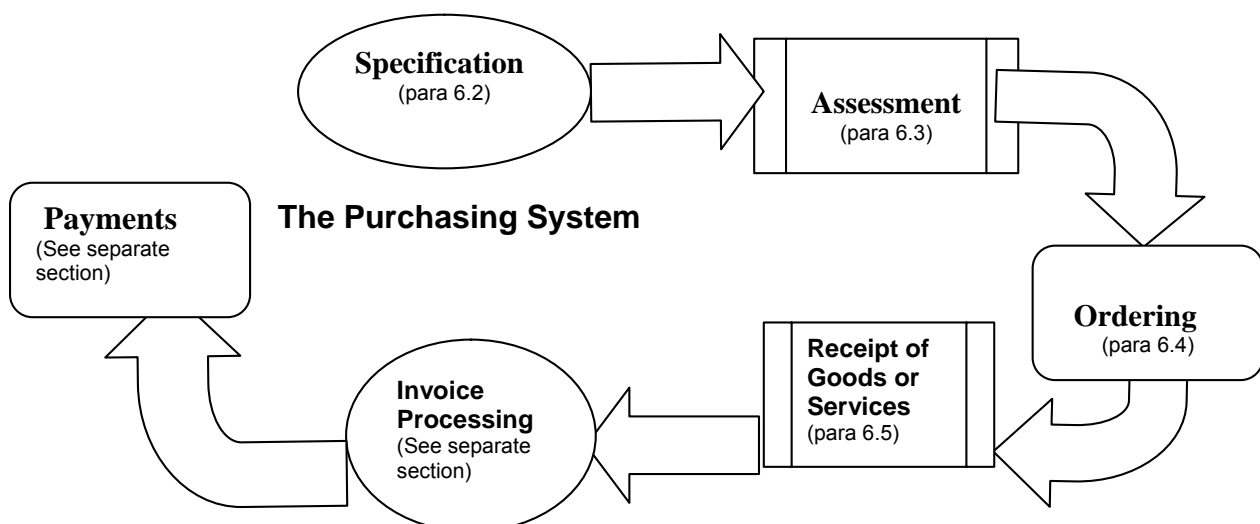 Specification
(para 6.2)
Assessment
(para 6.3)
Payments
(See separate
section)
The Purchasing System
Ordering
(para 6.4)
Receipt of
Goods or
Services
(para 6.5)
Invoice
Processing
(See separate
section)